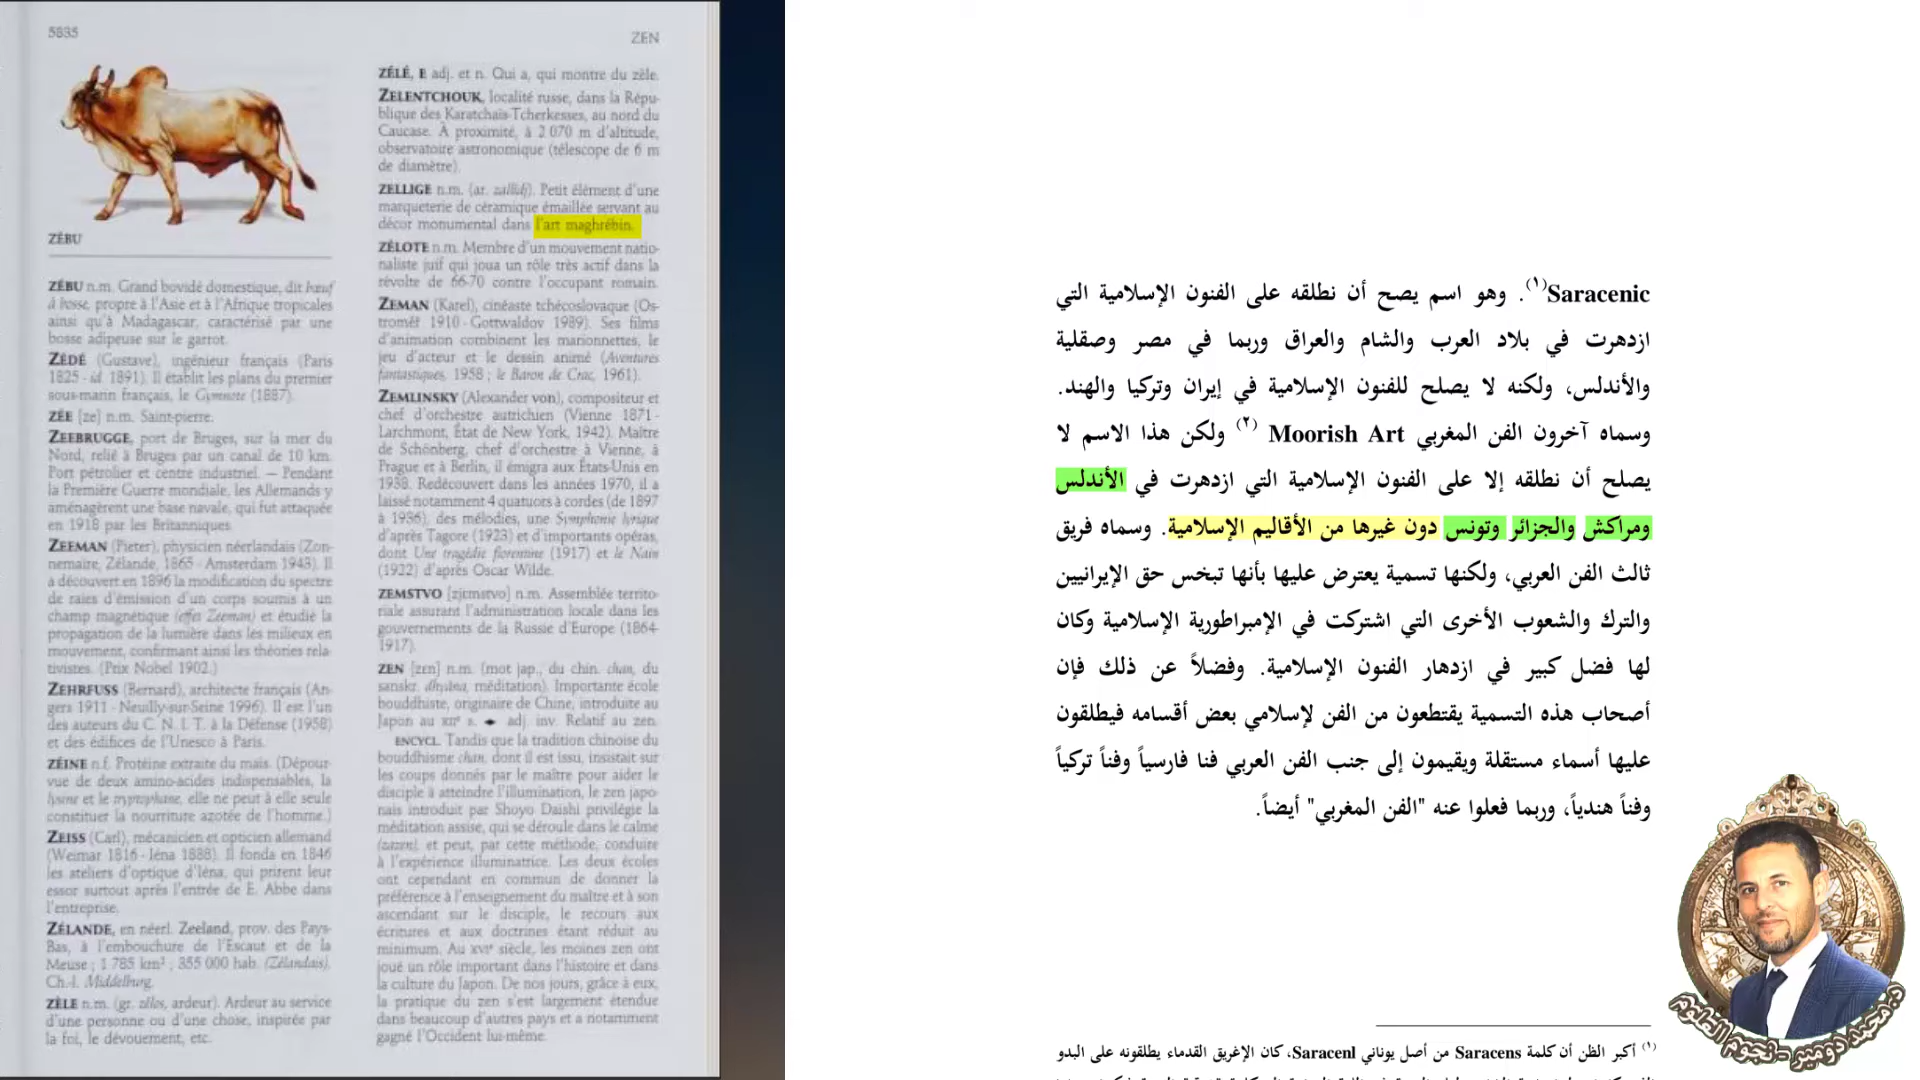 5835
ZEN
ZÉBU
ZÉBU n.m. Grand bovidé domestique, dit bœuf
à bosse, propre à l'Asie et à l'Afrique tropicales
ainsi qu'à Madagascar, caractérisé par une
bosse adipeuse sur le garrot.
ZÉDÉ (Gustave), ingénieur français (Paris
1825 - id. 1891). Il établit les plans du premier
sous-marin français, le Gymnote (1887).
ZÉE [ze] n.m. Saint-pierre.
ZEEBRUGGE, port de Bruges, sur la mer du
Nord, relié à Bruges par un canal de 10 km.
Port pétrolier et centre industriel. — Pendant
la Première Guerre mondiale, les Allemands y
aménagèrent une base navale, qui fut attaquée
en 1918 par les Britanniques.
ZEEMAN (Pieter), physicien néerlandais (Zon-
nemaire, Zélande, 1865 - Amsterdam 1943). Il
a découvert en 1896 la modification du spectre
de raies d'émission d'un corps soumis à un
champ magnétique (effet Zeeman) et étudié la
propagation de la lumière dans les milieux en
mouvement, confirmant ainsi les théories rela-
tivistes. (Prix Nobel 1902.)
ZEHRFUSS (Bernard), architecte français (An-
gers 1911 - Neuilly-sur-Seine 1996). Il est l'un
des auteurs du C. N. I. T. à la Défense (1958)
et des édifices de l'Unesco à Paris.
ZÉINE n.f. Protéine extraite du maïs. (Dépour-
vue de deux amino-acides indispensables, la
lysine et le tryptophane, elle ne peut à elle seule
constituer la nourriture azotée de l'homme.)
ZEISS (Carl), mécanicien et opticien allemand
(Weimar 1816 - Iéna 1888). Il fonda en 1846
les ateliers d'optique d'Iéna, qui prirent leur
essor surtout après l'entrée de E. Abbe dans
l'entreprise.
ZÉLANDE, en néerl. Zeeland, prov. des Pays-
Bas, à l'embouchure de l'Escaut et de la
Meuse ; 1 785 km² ; 355 000 hab. (Zélandais).
Ch.-l. Middelburg.
ZÈLE n.m. (gr. zêlos, ardeur). Ardeur au service
d'une personne ou d'une chose, inspirée par
la foi, le dévouement, etc.
ZÉLÉ, E adj. et n. Qui a, qui montre du zèle.
ZELENTCHOUK, localité russe, dans la Répu-
blique des Karatchaïs-Tcherkesses, au nord du
Caucase. À proximité, à 2 070 m d'altitude,
observatoire astronomique (télescope de 6 m
de diamètre).
ZELLIGE n.m. (ar. zallīdj). Petit élément d'une
marqueterie de céramique émaillée servant au
décor monumental dans l'art maghrébin.
ZÉLOTE n.m. Membre d'un mouvement natio-
naliste juif qui joua un rôle très actif dans la
révolte de 66-70 contre l'occupant romain.
ZEMAN (Karel), cinéaste tchécoslovaque (Os-
troměř 1910 - Gottwaldov 1989). Ses films
d'animation combinent les marionnettes, le
jeu d'acteur et le dessin animé (Aventures
fantastiques, 1958 ; le Baron de Crac, 1961).
ZEMLINSKY (Alexander von), compositeur et
chef d'orchestre autrichien (Vienne 1871 -
Larchmont, État de New York, 1942). Maître
de Schönberg, chef d'orchestre à Vienne, à
Prague et à Berlin, il émigra aux États-Unis en
1938. Redécouvert dans les années 1970, il a
laissé notamment 4 quatuors à cordes (de 1897
à 1936), des mélodies, une Symphonie lyrique
d'après Tagore (1923) et d'importants opéras,
dont Une tragédie florentine (1917) et le Nain
(1922) d'après Oscar Wilde.
ZEMSTVO [zjɛmstvo] n.m. Assemblée territo-
riale assurant l'administration locale dans les
gouvernements de la Russie d'Europe (1864-
1917).
ZEN [zɛn] n.m. (mot jap., du chin. chan, du
sanskr. dhyāna, méditation). Importante école
bouddhiste, originaire de Chine, introduite au
Japon au XIIe s. ◆ adj. inv. Relatif au zen.
ENCYCL. Tandis que la tradition chinoise du
bouddhisme chan, dont il est issu, insistait sur
les coups donnés par le maître pour aider le
disciple à atteindre l'illumination, le zen japo-
nais introduit par Shoyo Daishi privilégie la
méditation assise, qui se déroule dans le calme
(zazen), et peut, par cette méthode, conduire
à l'expérience illuminatrice. Les deux écoles
ont cependant en commun de donner la
préférence à l'enseignement du maître et à son
ascendant sur le disciple, le recours aux
écritures et aux doctrines étant réduit au
minimum. Au XVIe siècle, les moines zen ont
joué un rôle important dans l'histoire et dans
la culture du Japon. De nos jours, grâce à eux,
la pratique du zen s'est largement étendue
dans beaucoup d'autres pays et a notamment
gagné l'Occident lui-même.
Saracenic(١). وهو اسم يصح أن نطلقه على الفنون الإسلامية التي
ازدهرت في بلاد العرب والشام والعراق وربما في مصر وصقلية
والأندلس، ولكنه لا يصلح للفنون الإسلامية في إيران وتركيا والهند.
وسماه آخرون الفن المغربي Moorish Art (٢) ولكن هذا الاسم لا
يصلح أن نطلقه إلا على الفنون الإسلامية التي ازدهرت في الأندلس
ومراكش والجزائر وتونس دون غيرها من الأقاليم الإسلامية. وسماه فريق
ثالث الفن العربي، ولكنها تسمية يعترض عليها بأنها تبخس حق الإيرانيين
والترك والشعوب الأخرى التي اشتركت في الإمبراطورية الإسلامية وكان
لها فضل كبير في ازدهار الفنون الإسلامية. وفضلاً عن ذلك فإن
أصحاب هذه التسمية يقتطعون من الفن لإسلامي بعض أقسامه فيطلقون
عليها أسماء مستقلة ويقيمون إلى جنب الفن العربي فنا فارسياً وفناً تركياً
وفناً هندياً، وربما فعلوا عنه "الفن المغربي" أيضاً.
(١) أكبر الظن أن كلمة Saracens من أصل يوناني Saracenl، كان الإغريق القدماء يطلقونه على البدو
د.محمد دومير - نجوم العلوم